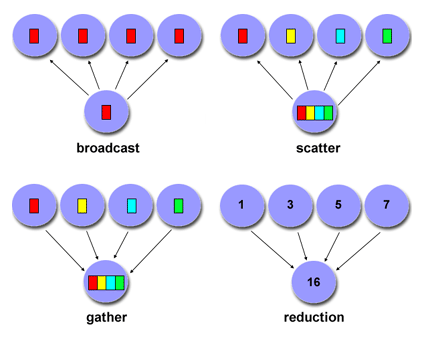 broadcast
scatter
1 3 5 7
16
gather
reduction